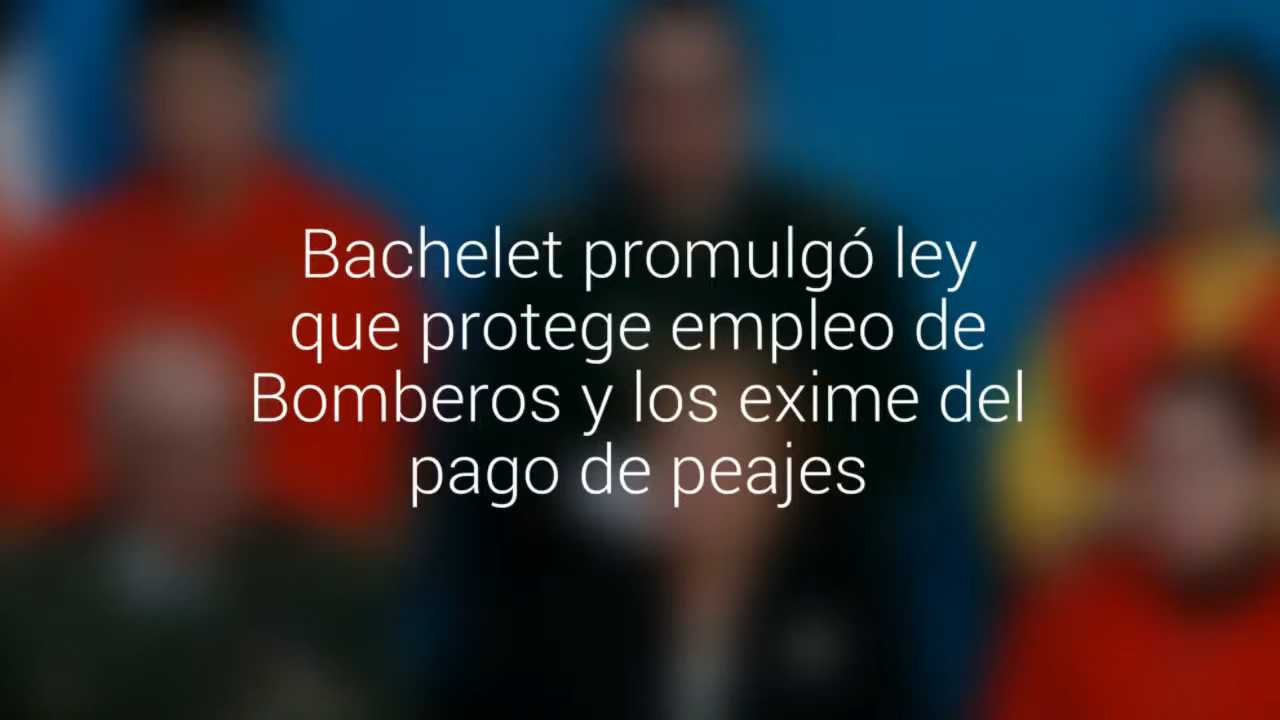 Bachelet promulgó ley
que protege empleo de
Bomberos y los exime del
pago de peajes